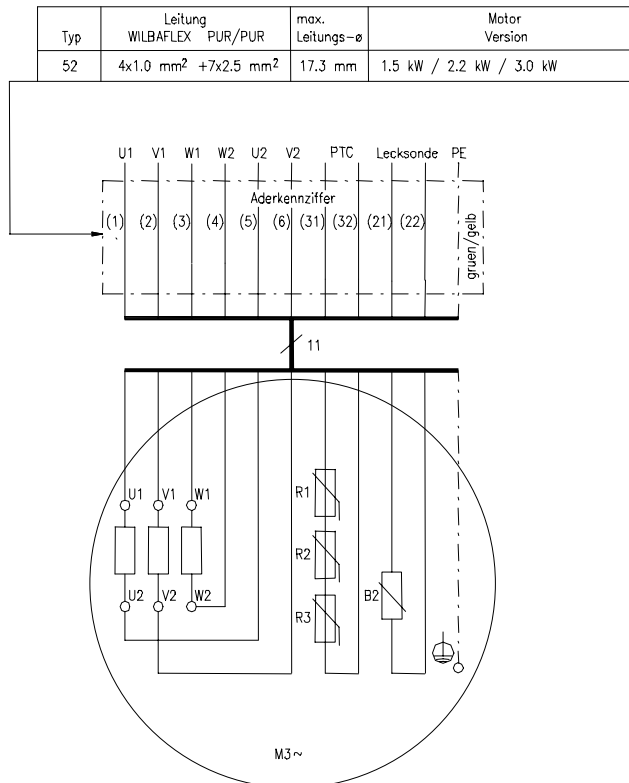 Typ
Leitung
WILBAFLEX PUR/PUR
max.
Leitungs-ø
Motor
Version
52
4x1.0 mm² +7x2.5 mm²
17.3 mm
1.5 kW / 2.2 kW / 3.0 kW
U1 V1 W1 W2 U2 V2 PTC Lecksonde PE
Aderkennziffer
(1) (2) (3) (4) (5) (6) (31) (32) (21) (22)
gruen/gelb
11
R1
U1 V1 W1
R2
B2
U2 V2 W2
R3
M3~